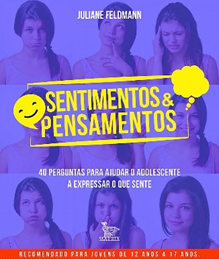 JULIANE FELDMANN
SENTIMENTOS &
PENSAMENTOS
40 PERGUNTAS PARA AJUDAR O ADOLESCENTE
A EXPRESSAR O QUE SENTE
MATRIX
RECOMENDADO PARA JOVENS DE 12 ANOS A 17 ANOS